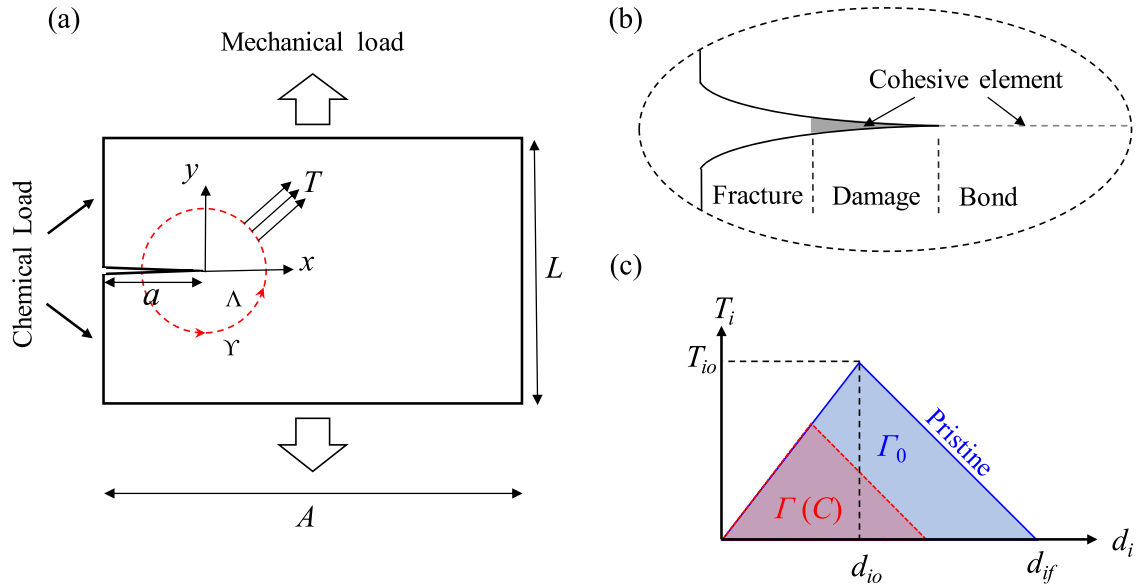 (a)
Mechanical load
Chemical Load
y
T
x
a
Λ
ϒ
L
A
(b)
Cohesive element
Fracture
Damage
Bond
(c)
T_i
T_io
Pristine
Γ_0
Γ (C)
d_io
d_if
d_i